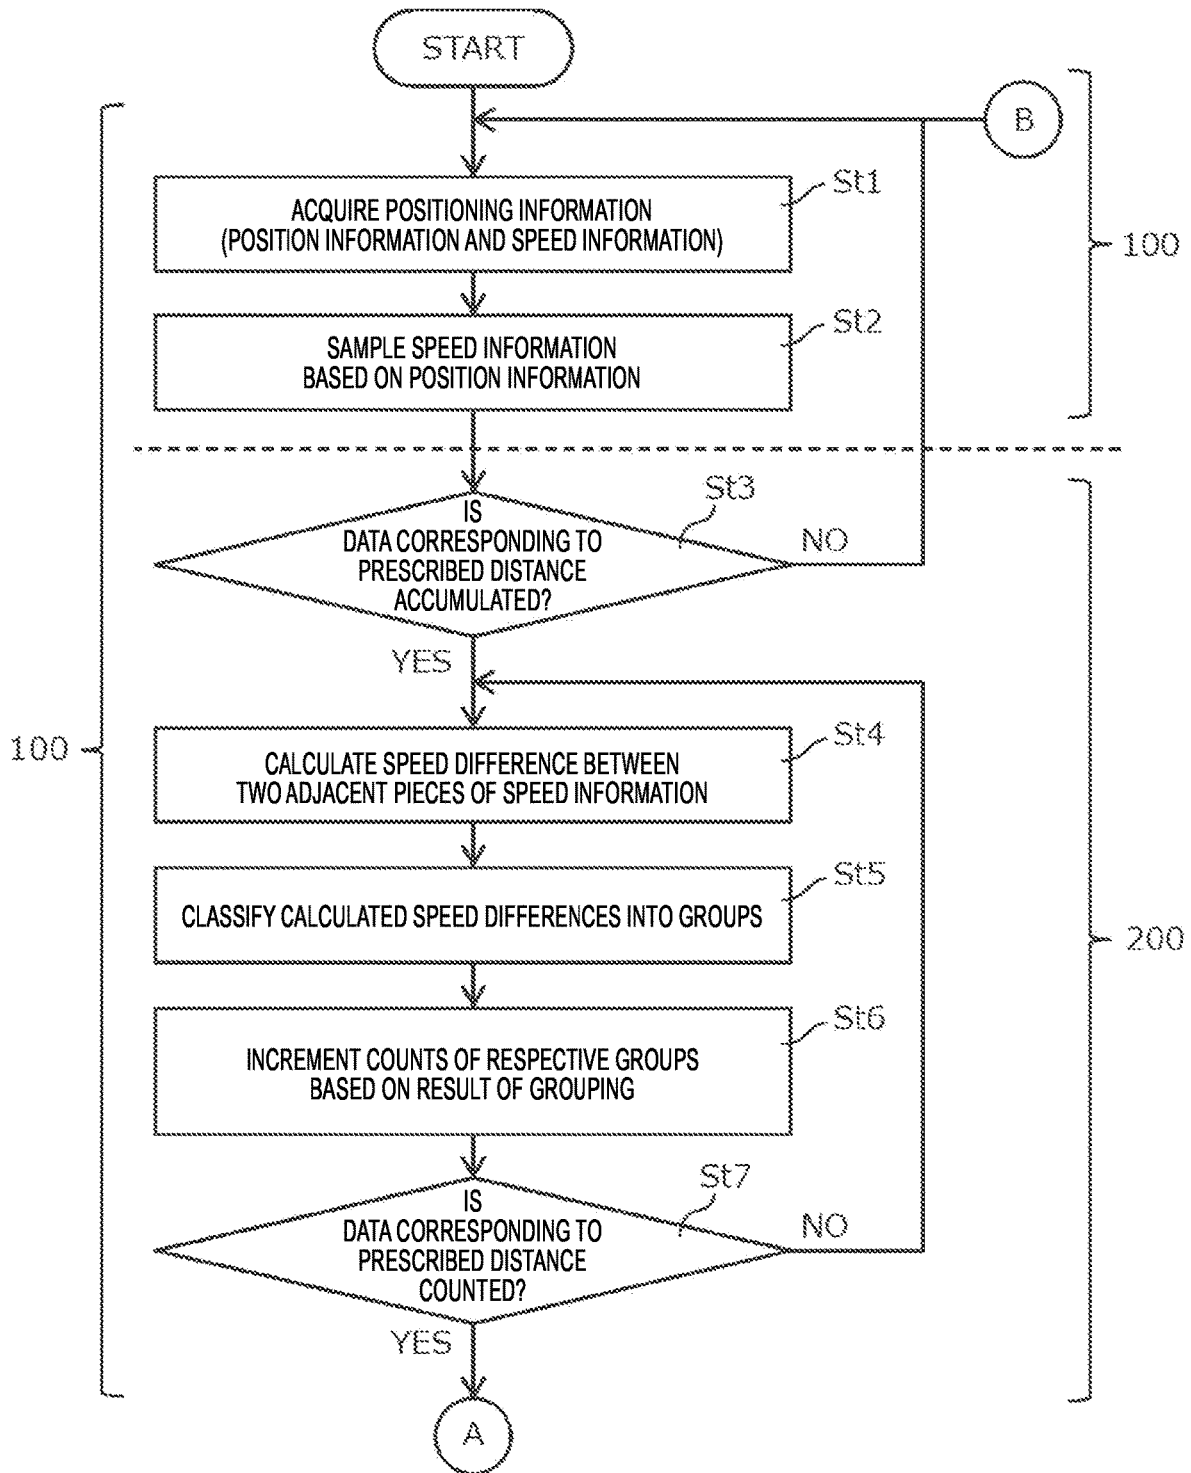 START
B
St1
ACQUIRE POSITIONING INFORMATION
(POSITION INFORMATION AND SPEED INFORMATION)
100
St2
SAMPLE SPEED INFORMATION
BASED ON POSITION INFORMATION
St3
IS
DATA CORRESPONDING TO
PRESCRIBED DISTANCE
ACCUMULATED?
NO
YES
100
St4
CALCULATE SPEED DIFFERENCE BETWEEN
TWO ADJACENT PIECES OF SPEED INFORMATION
St5
CLASSIFY CALCULATED SPEED DIFFERENCES INTO GROUPS
200
St6
INCREMENT COUNTS OF RESPECTIVE GROUPS
BASED ON RESULT OF GROUPING
St7
IS
DATA CORRESPONDING TO
PRESCRIBED DISTANCE
COUNTED?
NO
YES
A